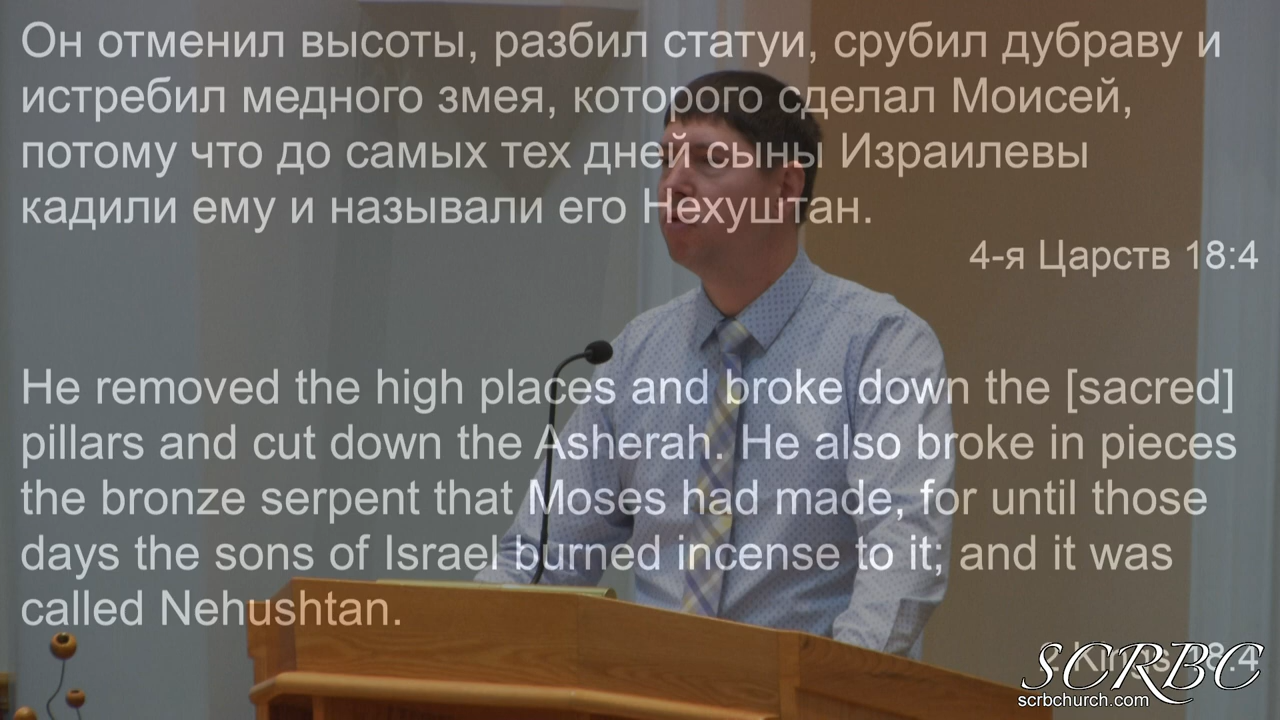 Он отменил высоты, разбил статуи, срубил дубраву и
истребил медного змея, которого сделал Моисей,
потому что до самых тех дней сыны Израилевы
кадили ему и называли его Нехуштан.
4-я Царств 18:4
He removed the high places and broke down the [sacred]
pillars and cut down the Asherah. He also broke in pieces
the bronze serpent that Moses had made, for until those
days the sons of Israel burned incense to it; and it was
called Nehushtan.
2 Kings 18:4
SCRBC
scrbchurch.com